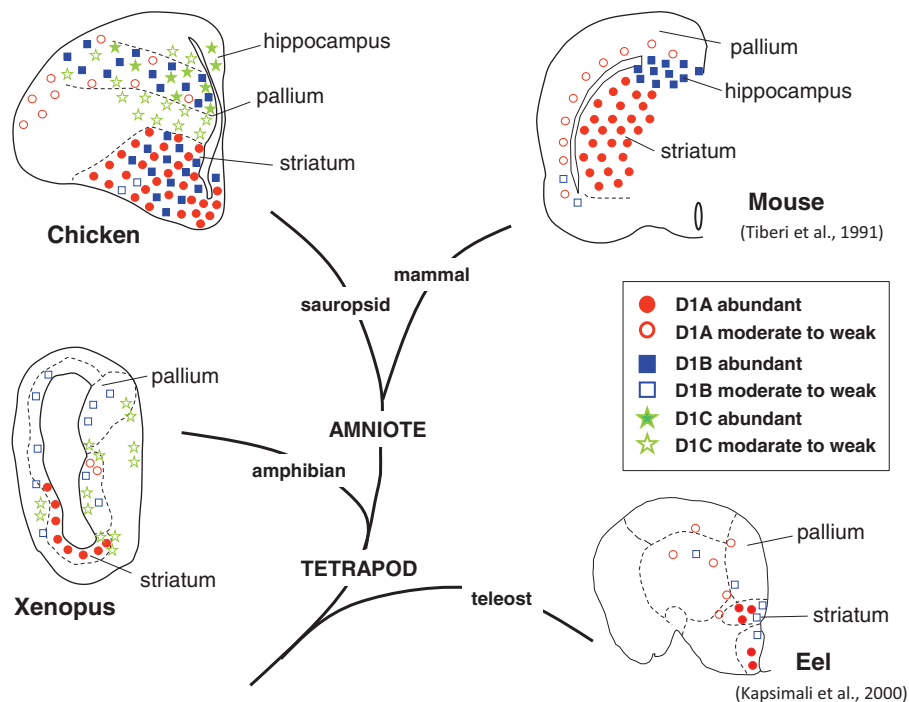 hippocampus
pallium
striatum
Chicken
pallium
hippocampus
striatum
Mouse
(Tiberi et al., 1991)
mammal
sauropsid
D1A abundant
D1A moderate to weak
D1B abundant
D1B moderate to weak
D1C abundant
D1C modarate to weak
pallium
AMNIOTE
amphibian
striatum
Xenopus
TETRAPOD
teleost
pallium
striatum
Eel
(Kapsimali et al., 2000)